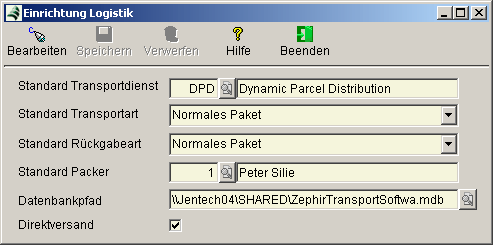 Einrichtung Logistik
Bearbeiten Speichern Verwerfen Hilfe Beenden
Standard Transportdienst DPD Dynamic Parcel Distribution
Standard Transportart Normales Paket
Standard Rückgabeart Normales Paket
Standard Packer 1 Peter Silie
Datenbankpfad \\Jentech04\SHARED\ZephirTransportSoftwa.mdb
Direktversand